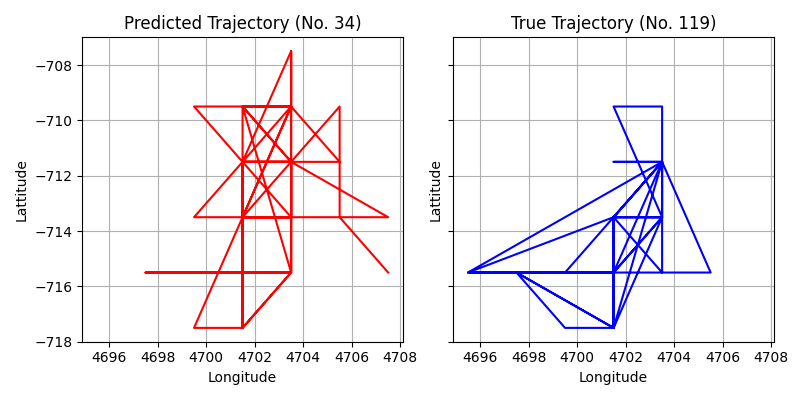 Predicted Trajectory (No. 34)
True Trajectory (No. 119)
−708
−710
−712
−714
−716
−718
Lattitude
Lattitude
4696 4698 4700 4702 4704 4706 4708
4696 4698 4700 4702 4704 4706 4708
Longitude
Longitude